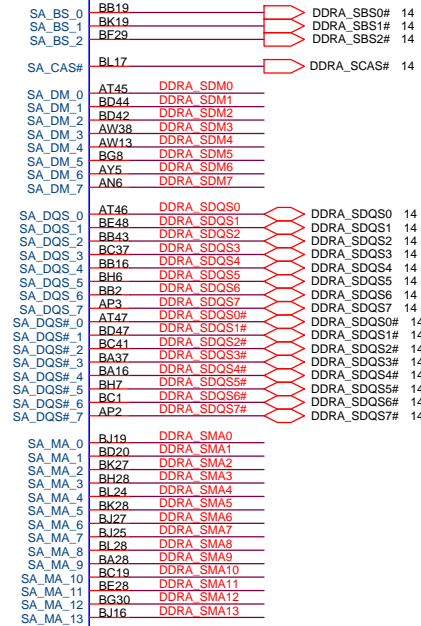 SA_BS_0 BB19 DDRA_SBS0# 14
SA_BS_1 BK19 DDRA_SBS1# 14
SA_BS_2 BF29 DDRA_SBS2# 14
SA_CAS# BL17 DDRA_SCAS# 14
SA_DM_0 AT45 DDRA_SDM0
SA_DM_1 BD44 DDRA_SDM1
SA_DM_2 BD42 DDRA_SDM2
SA_DM_3 AW38 DDRA_SDM3
SA_DM_4 AW13 DDRA_SDM4
SA_DM_5 BG8 DDRA_SDM5
SA_DM_6 AY5 DDRA_SDM6
SA_DM_7 AN6 DDRA_SDM7
SA_DQS_0 AT46 DDRA_SDQS0 DDRA_SDQS0 14
SA_DQS_1 BE48 DDRA_SDQS1 DDRA_SDQS1 14
SA_DQS_2 BB43 DDRA_SDQS2 DDRA_SDQS2 14
SA_DQS_3 BC37 DDRA_SDQS3 DDRA_SDQS3 14
SA_DQS_4 BB16 DDRA_SDQS4 DDRA_SDQS4 14
SA_DQS_5 BH6 DDRA_SDQS5 DDRA_SDQS5 14
SA_DQS_6 BB2 DDRA_SDQS6 DDRA_SDQS6 14
SA_DQS_7 AP3 DDRA_SDQS7 DDRA_SDQS7 14
SA_DQS#_0 AT47 DDRA_SDQS0# DDRA_SDQS0# 14
SA_DQS#_1 BD47 DDRA_SDQS1# DDRA_SDQS1# 14
SA_DQS#_2 BC41 DDRA_SDQS2# DDRA_SDQS2# 14
SA_DQS#_3 BA37 DDRA_SDQS3# DDRA_SDQS3# 14
SA_DQS#_4 BA16 DDRA_SDQS4# DDRA_SDQS4# 14
SA_DQS#_5 BH7 DDRA_SDQS5# DDRA_SDQS5# 14
SA_DQS#_6 BC1 DDRA_SDQS6# DDRA_SDQS6# 14
SA_DQS#_7 AP2 DDRA_SDQS7# DDRA_SDQS7# 14
SA_MA_0 BJ19 DDRA_SMA0
SA_MA_1 BD20 DDRA_SMA1
SA_MA_2 BK27 DDRA_SMA2
SA_MA_3 BH28 DDRA_SMA3
SA_MA_4 BL24 DDRA_SMA4
SA_MA_5 BK28 DDRA_SMA5
SA_MA_6 BJ27 DDRA_SMA6
SA_MA_7 BJ25 DDRA_SMA7
SA_MA_8 BL28 DDRA_SMA8
SA_MA_9 BA28 DDRA_SMA9
SA_MA_10 BC19 DDRA_SMA10
SA_MA_11 BE28 DDRA_SMA11
SA_MA_12 BG30 DDRA_SMA12
SA_MA_13 BJ16 DDRA_SMA13